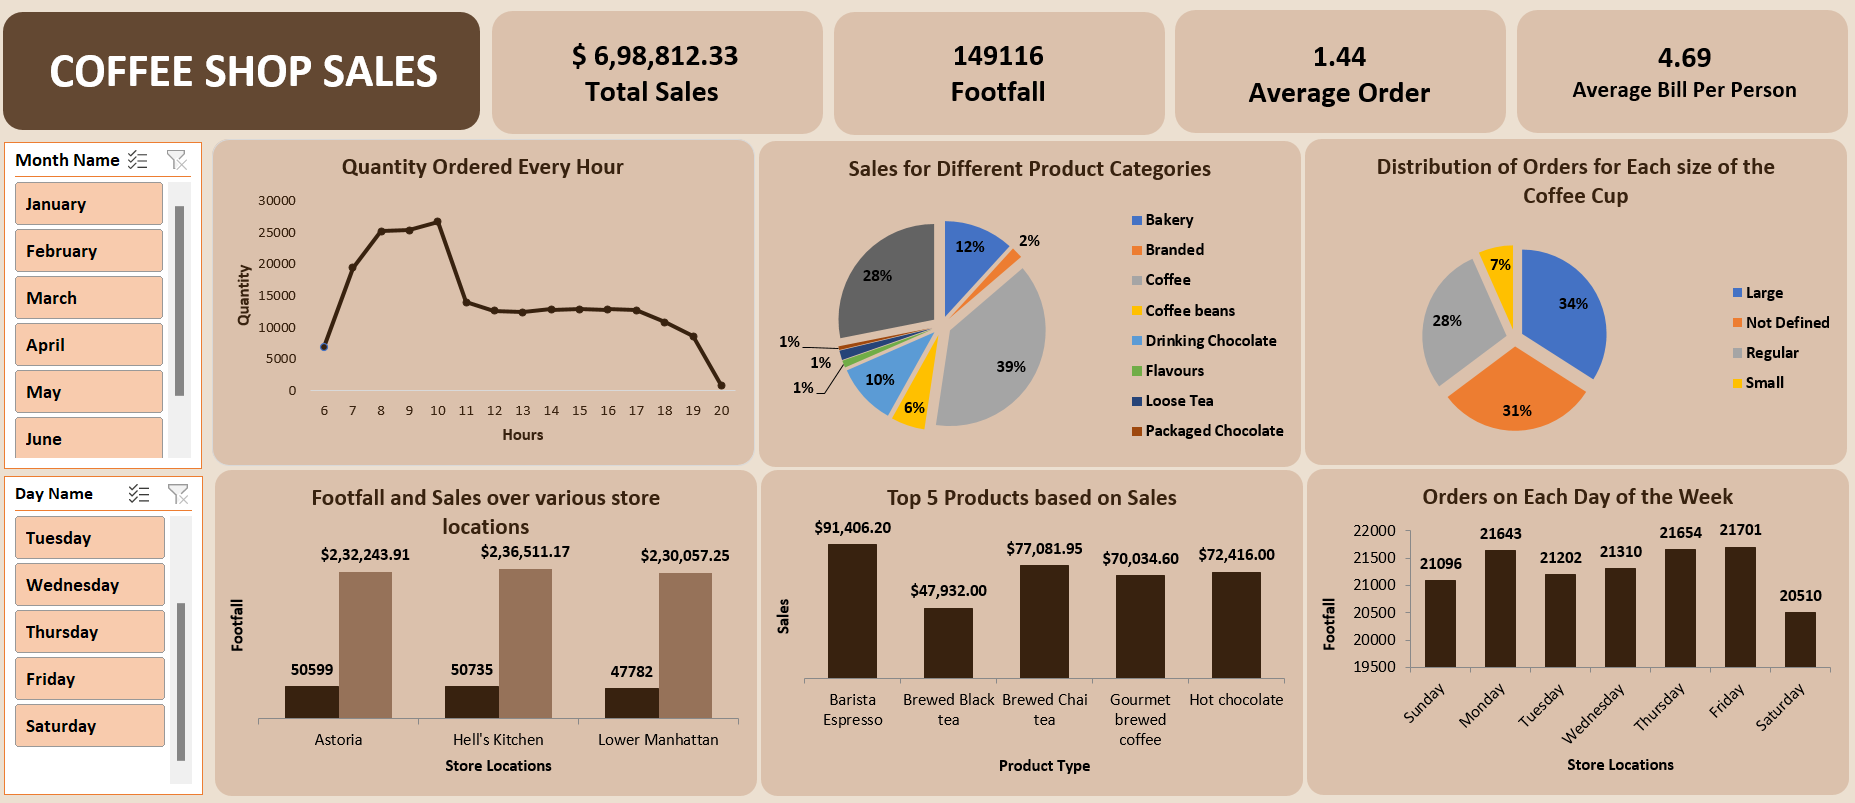 COFFEE SHOP SALES
$ 6,98,812.33
Total Sales
149116
Footfall
1.44
Average Order
4.69
Average Bill Per Person
Month Name
January
February
March
April
May
June
Day Name
Tuesday
Wednesday
Thursday
Friday
Saturday
Quantity Ordered Every Hour
Quantity
30000
25000
20000
15000
10000
5000
0
6 7 8 9 10 11 12 13 14 15 16 17 18 19 20
Hours
Sales for Different Product Categories
12%
2%
39%
6%
10%
1%
1%
1%
28%
Bakery
Branded
Coffee
Coffee beans
Drinking Chocolate
Flavours
Loose Tea
Packaged Chocolate
Distribution of Orders for Each size of the
Coffee Cup
34%
31%
28%
7%
Large
Not Defined
Regular
Small
Footfall and Sales over various store
locations
Footfall
$2,32,243.91
$2,36,511.17
$2,30,057.25
50599
50735
47782
Astoria
Hell's Kitchen
Lower Manhattan
Store Locations
Top 5 Products based on Sales
Sales
$91,406.20
$47,932.00
$77,081.95
$70,034.60
$72,416.00
Barista
Espresso
Brewed Black
tea
Brewed Chai
tea
Gourmet
brewed
coffee
Hot chocolate
Product Type
Orders on Each Day of the Week
Footfall
22000
21500
21000
20500
20000
19500
21096
21643
21202
21310
21654
21701
20510
Sunday
Monday
Tuesday
Wednesday
Thursday
Friday
Saturday
Store Locations